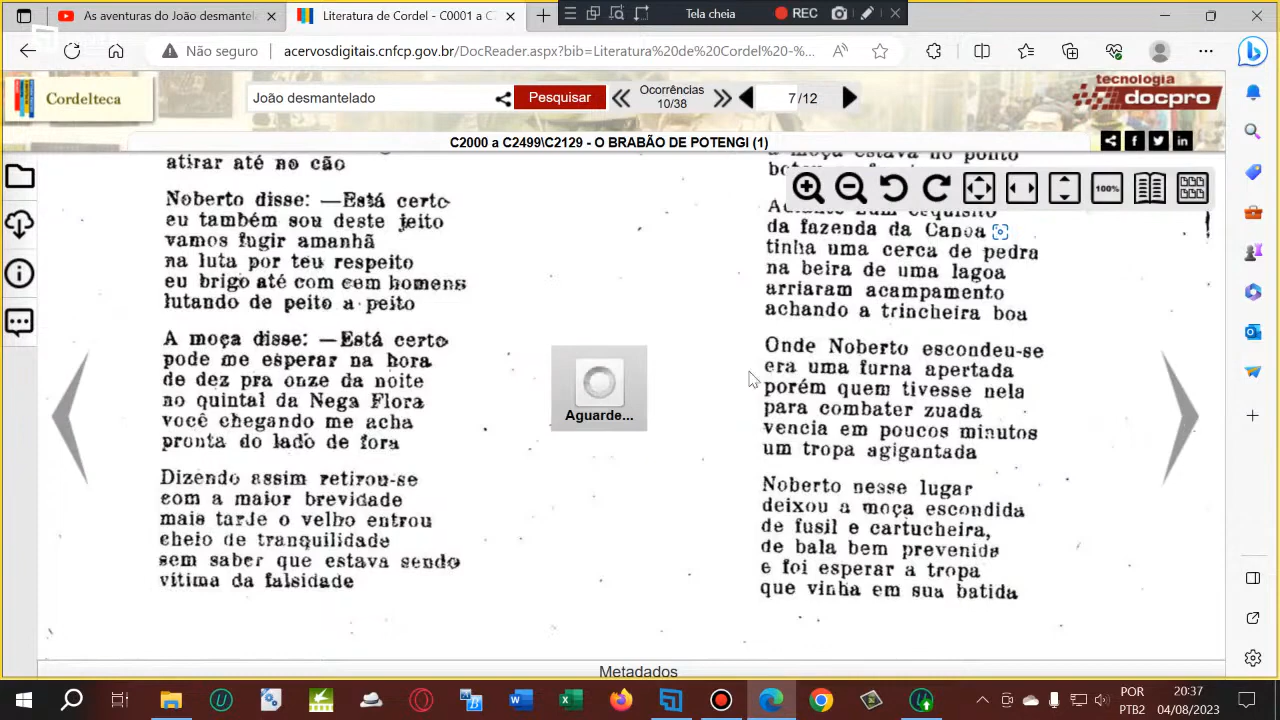 As aventuras do João desmantela
Literatura de Cordel - C0001 a C
Tela cheia
REC
Não seguro
acervosdigitais.cnfcp.gov.br/DocReader.aspx?bib=Literatura%20de%20Cordel%20-%...
Cordelteca
João desmantelado
Pesquisar
Ocorrências
10/38
7/12
tecnologia
docpro
C2000 a C2499\C2129 - O BRABÃO DE POTENGI (1)
100%
atirar até no cão
Noberto disse: —Está certo
eu também sou deste jeito
vamos fugir amanhã
na luta por teu respeito
eu brigo até com cem homens
lutando de peito a peito
A moça disse: —Está certo
pode me esperar na hora
de dez pra onze da noite
no quintal da Nega Flora
você chegando me acha
pronta do lado de fora
Dizendo assim retirou-se
com a maior brevidade
mais tarde o velho entrou
cheio de tranquilidade
sem saber que estava sendo
vítima da falsidade
Aguarde...
a moça estava no ponto
da fazenda da Canoa
tinha uma cerca de pedra
na beira de uma lagoa
arriaram acampamento
achando a trincheira boa
Onde Noberto escondeu-se
era uma furna apertada
porém quem tivesse nela
para combater zuada
vencia em poucos minutos
um tropa agigantada
Noberto nesse lugar
deixou a moça escondida
de fusil e cartucheira,
de bala bem prevenida
e foi esperar a tropa
que vinha em sua batida
Metadados
POR
PTB2
20:37
04/08/2023